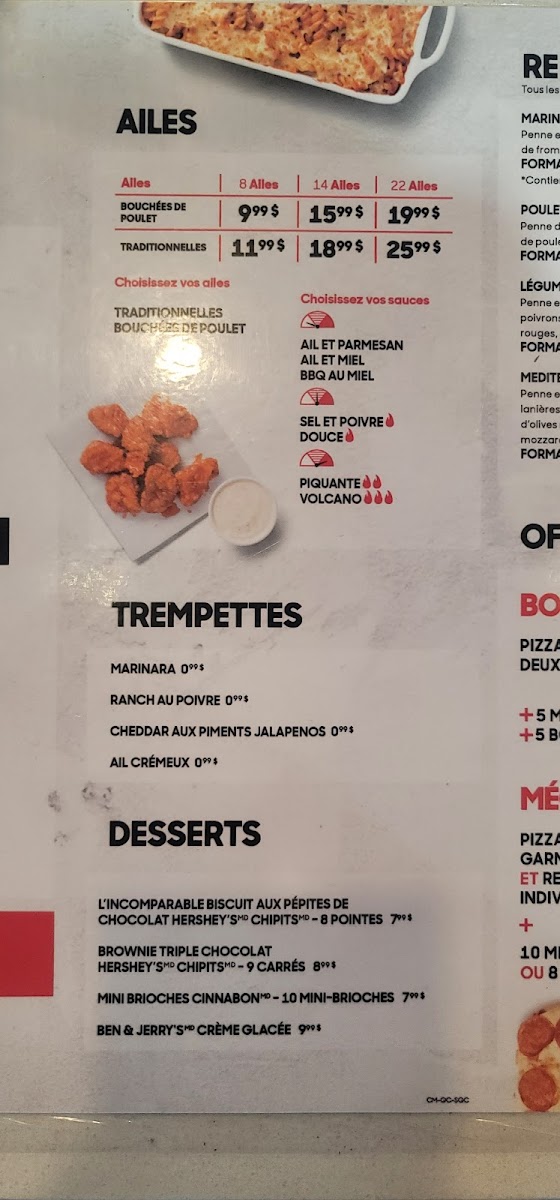 AILES
Ailes 8 Ailes 14 Ailes 22 Ailes
BOUCHÉES DE
POULET 9⁹⁹ $ 15⁹⁹ $ 19⁹⁹ $
TRADITIONNELLES 11⁹⁹ $ 18⁹⁹ $ 25⁹⁹ $
Choisissez vos ailes
TRADITIONNELLES
BOUCHÉES DE POULET
Choisissez vos sauces
AIL ET PARMESAN
AIL ET MIEL
BBQ AU MIEL
SEL ET POIVRE
DOUCE
PIQUANTE
VOLCANO
TREMPETTES
MARINARA 0⁹⁹ $
RANCH AU POIVRE 0⁹⁹ $
CHEDDAR AUX PIMENTS JALAPENOS 0⁹⁹ $
AIL CRÉMEUX 0⁹⁹ $
DESSERTS
L'INCOMPARABLE BISCUIT AUX PÉPITES DE
CHOCOLAT HERSHEY'Sᴹᴰ CHIPITSᴹᴰ – 8 POINTES 7⁹⁹ $
BROWNIE TRIPLE CHOCOLAT
HERSHEY'Sᴹᴰ CHIPITSᴹᴰ – 9 CARRÉS 8⁹⁹ $
MINI BRIOCHES CINNABONᴹᴰ – 10 MINI-BRIOCHES 7⁹⁹ $
BEN & JERRY'Sᴹᴰ CRÈME GLACÉE 9⁹⁹ $
CM-QC-SQC
RE
Tous les
MARIN
Penne e
de from
FORMA
*Contie
POULE
Penne d
de poule
FORMA
LÉGUM
Penne e
poivrons
rouges,
FORMA
MEDITE
Penne e
lanières
d'olives
mozzar
FORMA
OF
BO
PIZZA
DEUX
+ 5 M
+ 5 B
MÉ
PIZZA
GARN
ET RE
INDIV
+
10 MI
OU 8